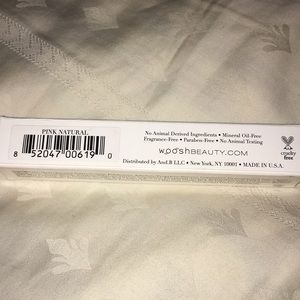 PINK NATURAL
8 52047 00619 0
No Animal Derived Ingredients • Mineral Oil-Free
Fragrance-Free • Paraben-Free • No Animal Testing
wooshBEAUTY.COM
Distributed by AndI.B LLC • New York, NY 10001 • MADE IN U.S.A.
cruelty
free